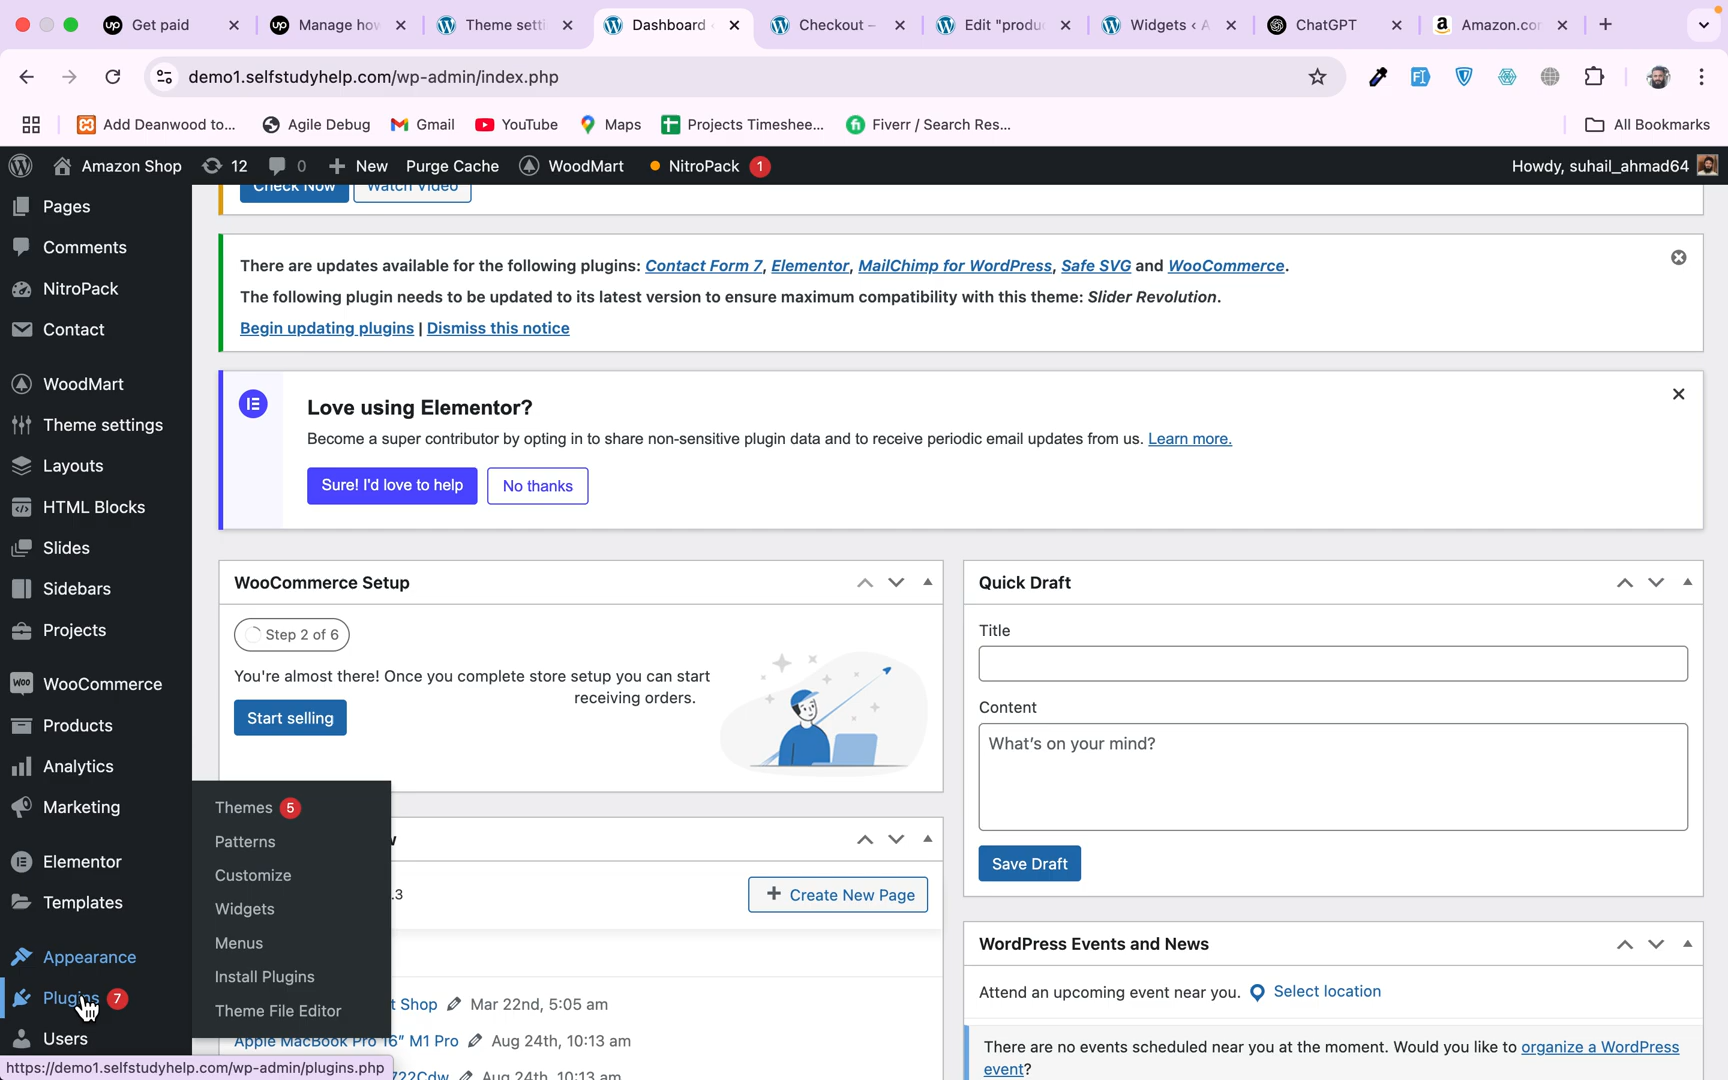 Get paid
Manage how
Theme setti
Dashboard
Checkout –
Edit "produ
Widgets ‹ A
ChatGPT
Amazon.co
demo1.selfstudyhelp.com/wp-admin/index.php
Add Deanwood to...
Agile Debug
Gmail
YouTube
Maps
Projects Timeshee...
Fiverr / Search Res...
All Bookmarks
Amazon Shop
12
0
New
Purge Cache
WoodMart
NitroPack 1
Howdy, suhail_ahmad64
Pages
Comments
NitroPack
Contact
WoodMart
Theme settings
Layouts
HTML Blocks
Slides
Sidebars
Projects
WooCommerce
Products
Analytics
Marketing
Elementor
Templates
Appearance
Plugins 7
Users
Themes 5
Patterns
Customize
Widgets
Menus
Install Plugins
Theme File Editor
https://demo1.selfstudyhelp.com/wp-admin/plugins.php
Check Now
Watch Video
There are updates available for the following plugins: Contact Form 7, Elementor, MailChimp for WordPress, Safe SVG and WooCommerce.
The following plugin needs to be updated to its latest version to ensure maximum compatibility with this theme: Slider Revolution.
Begin updating plugins | Dismiss this notice
Love using Elementor?
Become a super contributor by opting in to share non-sensitive plugin data and to receive periodic email updates from us. Learn more.
Sure! I'd love to help
No thanks
WooCommerce Setup
Step 2 of 6
You're almost there! Once you complete store setup you can start
receiving orders.
Start selling
.3
Create New Page
t Shop Mar 22nd, 5:05 am
Apple MacBook Pro 16" M1 Pro Aug 24th, 10:13 am
722Cdw Aug 24th, 10:13 am
Quick Draft
Title
Content
What's on your mind?
Save Draft
WordPress Events and News
Attend an upcoming event near you. Select location
There are no events scheduled near you at the moment. Would you like to organize a WordPress
event?